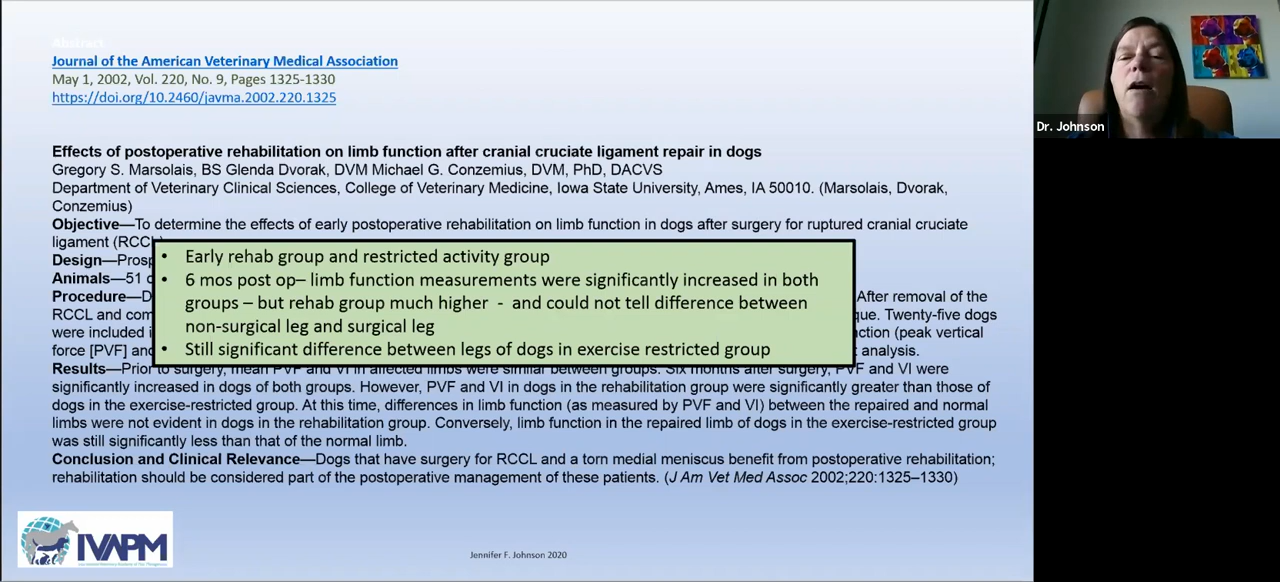 Abstract
Journal of the American Veterinary Medical Association
May 1, 2002, Vol. 220, No. 9, Pages 1325-1330
https://doi.org/10.2460/javma.2002.220.1325
Dr. Johnson
Effects of postoperative rehabilitation on limb function after cranial cruciate ligament repair in dogs
Gregory S. Marsolais, BS Glenda Dvorak, DVM Michael G. Conzemius, DVM, PhD, DACVS
Department of Veterinary Clinical Sciences, College of Veterinary Medicine, Iowa State University, Ames, IA 50010. (Marsolais, Dvorak,
Conzemius)
Objective—To determine the effects of early postoperative rehabilitation on limb function in dogs after surgery for ruptured cranial cruciate
ligament (RCCL)
Design—Prosp
Animals—51
Procedure—D After removal of the
RCCL and com que. Twenty-five dogs
were included i ction (peak vertical
force [PVF] and t analysis.
• Early rehab group and restricted activity group
• 6 mos post op– limb function measurements were significantly increased in both
groups – but rehab group much higher - and could not tell difference between
non-surgical leg and surgical leg
• Still significant difference between legs of dogs in exercise restricted group
Results—Prior to surgery, mean PVF and VI in affected limbs were similar between groups. Six months after surgery, PVF and VI were
significantly increased in dogs of both groups. However, PVF and VI in dogs in the rehabilitation group were significantly greater than those of
dogs in the exercise-restricted group. At this time, differences in limb function (as measured by PVF and VI) between the repaired and normal
limbs were not evident in dogs in the rehabilitation group. Conversely, limb function in the repaired limb of dogs in the exercise-restricted group
was still significantly less than that of the normal limb.
Conclusion and Clinical Relevance—Dogs that have surgery for RCCL and a torn medial meniscus benefit from postoperative rehabilitation;
rehabilitation should be considered part of the postoperative management of these patients. (J Am Vet Med Assoc 2002;220:1325–1330)
IVAPM
Jennifer F. Johnson 2020